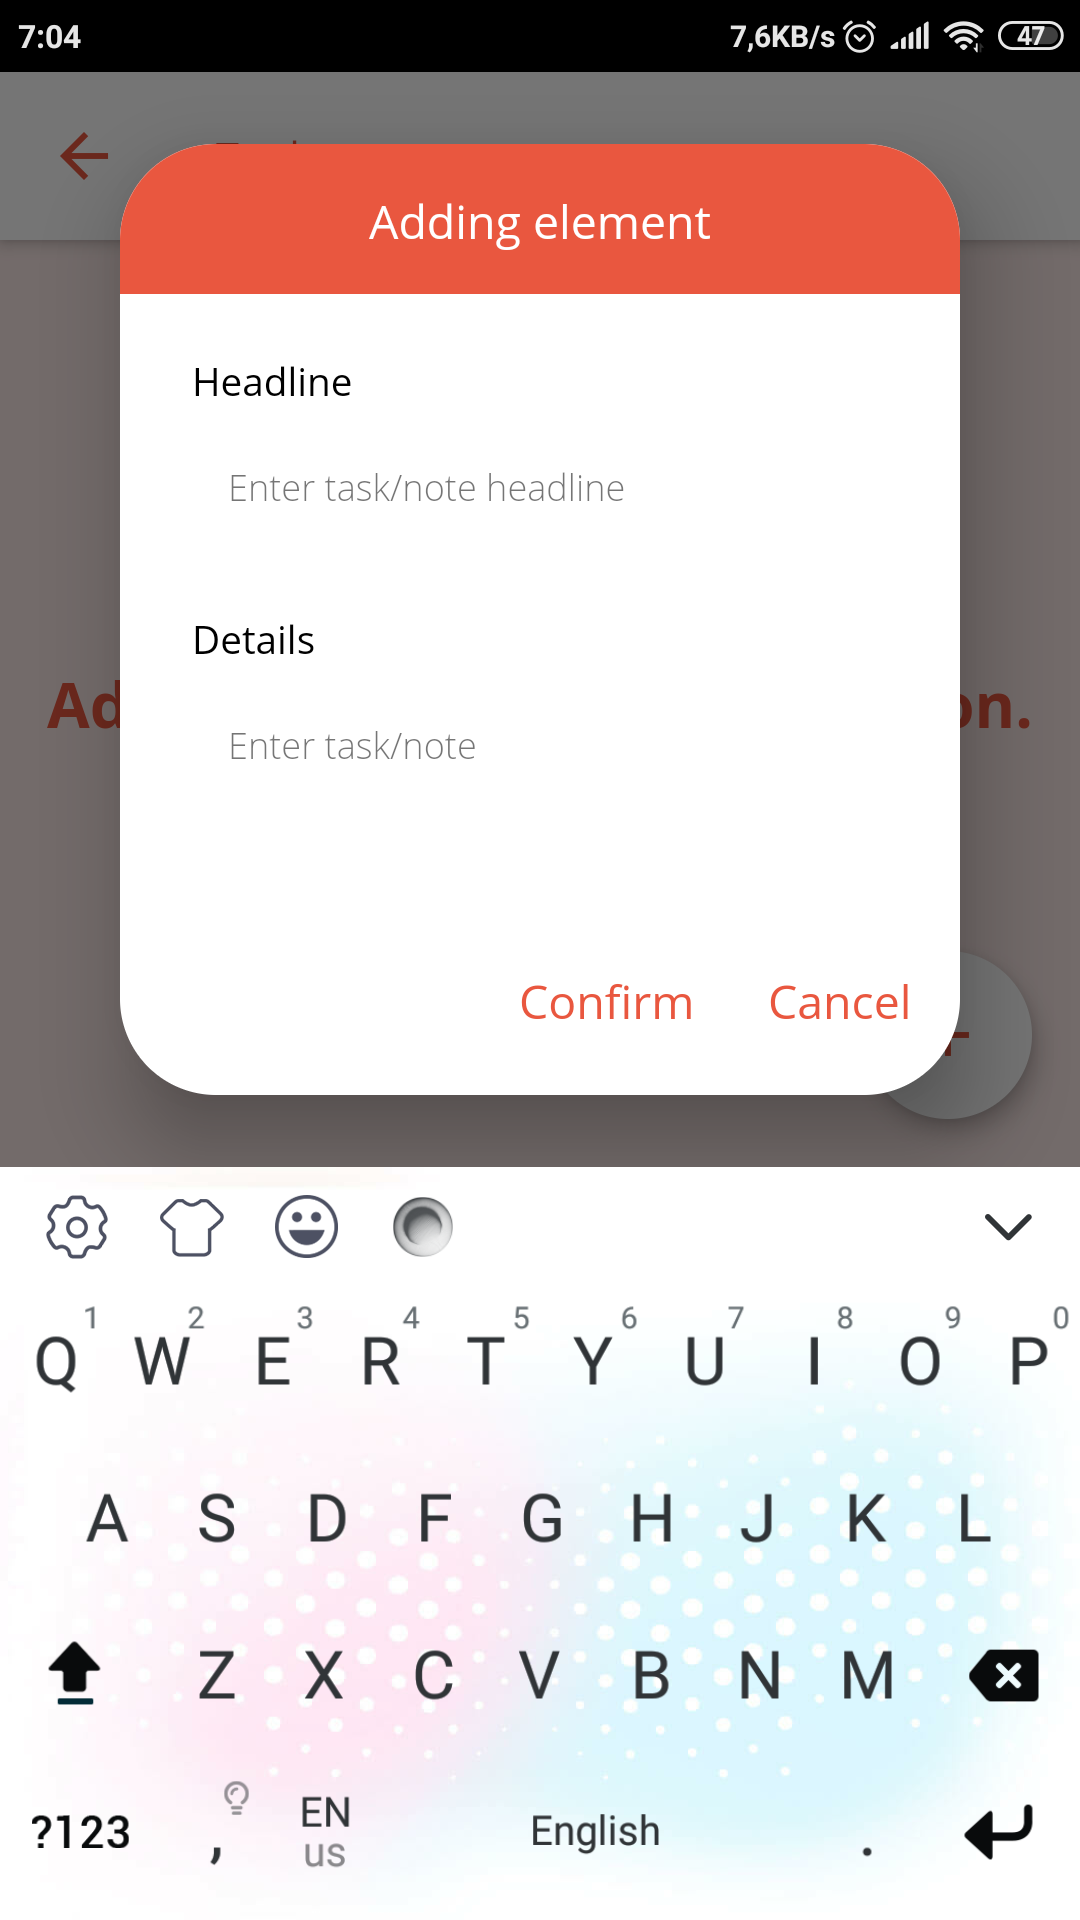 7:04 7,6KB/s 47
Adding element
Headline
Enter task/note headline
Details
Ad on.
Enter task/note
Confirm Cancel
1 2 3 4 5 6 7 8 9 0
Q W E R T Y U I O P
A S D F G H J K L
Z X C V B N M
?123 , EN English .
us